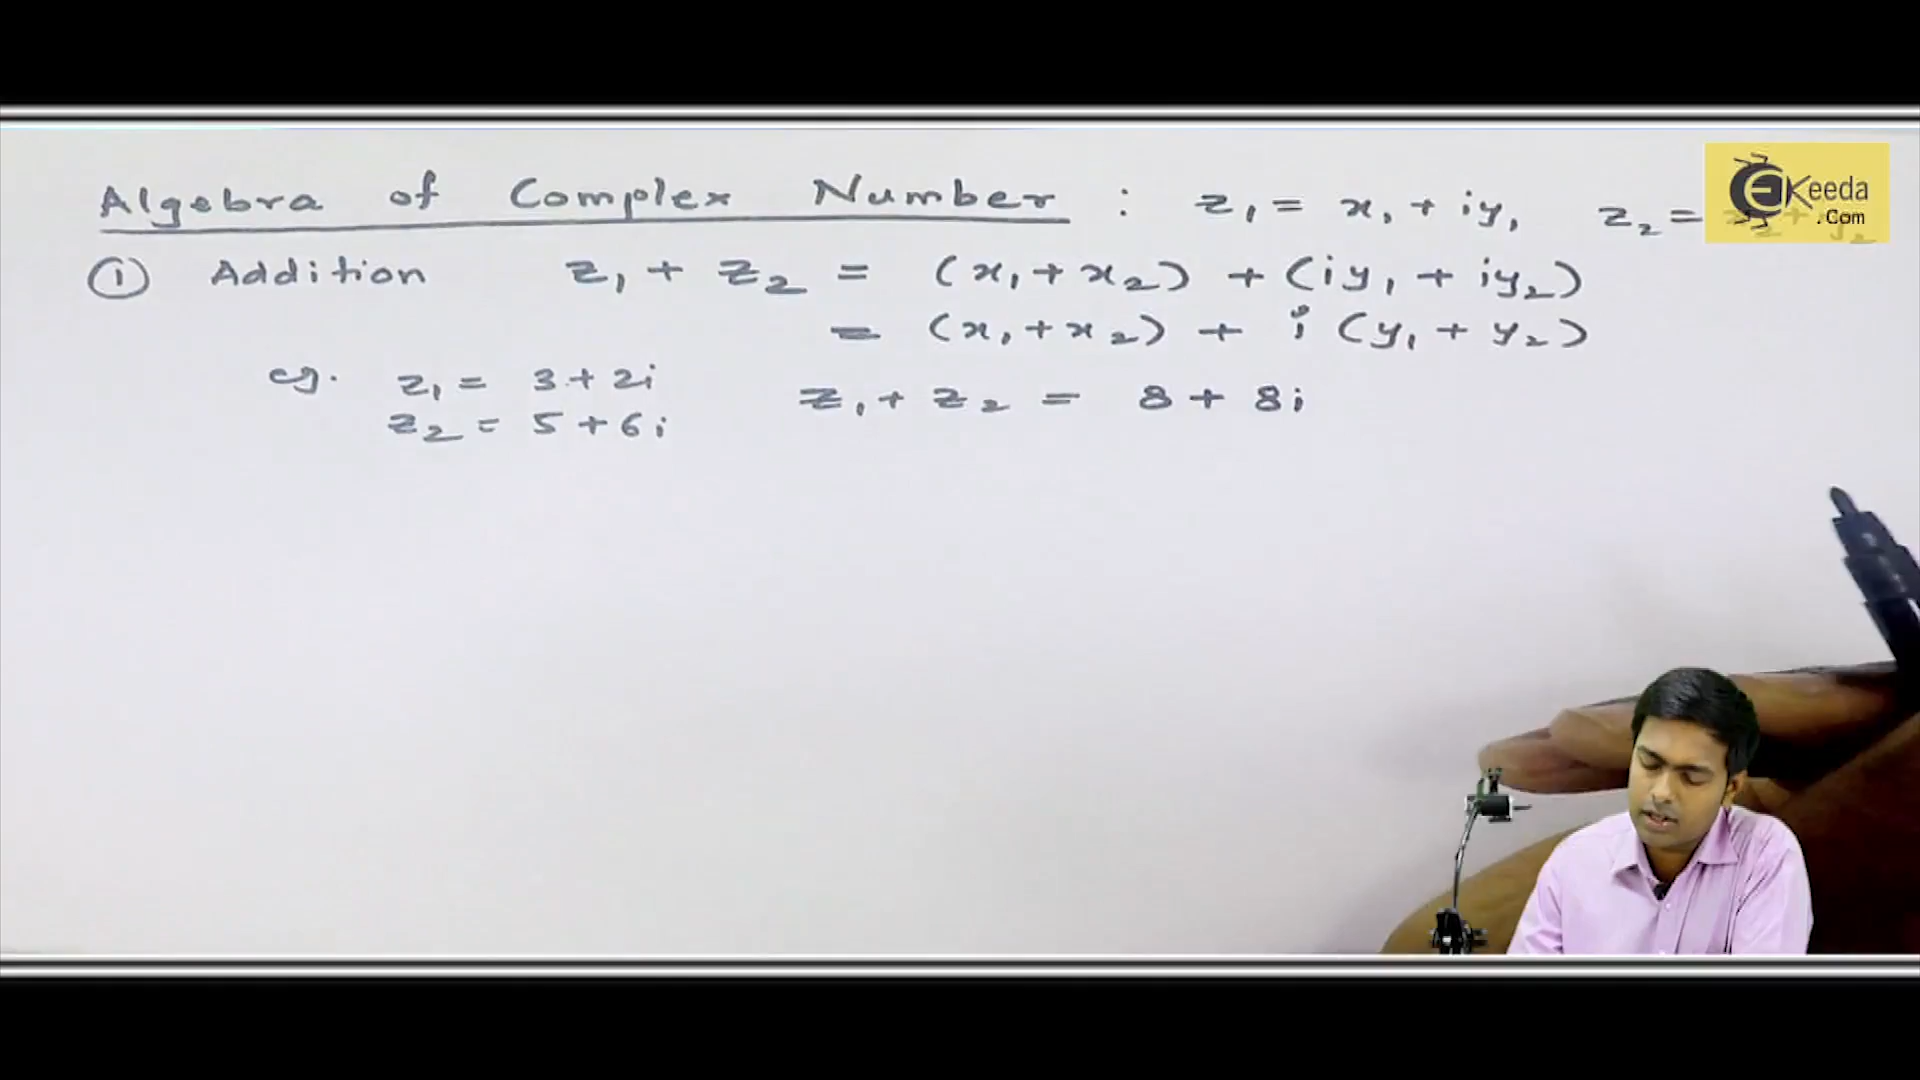 Algebra of Complex Number : z₁ = x₁ + iy₁ z₂ =
Ekeeda
.Com
① Addition z₁ + z₂ = (x₁ + x₂) + (iy₁ + iy₂)
= (x₁ + x₂) + i (y₁ + y₂)
eg. z₁ = 3 + 2i z₁ + z₂ = 8 + 8i
z₂ = 5 + 6i